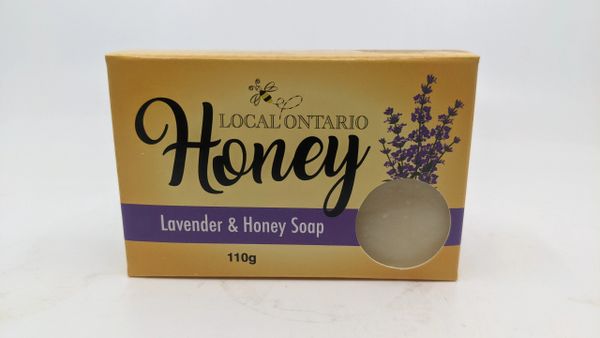 LOCAL ONTARIO
Honey
Lavender & Honey Soap
110g